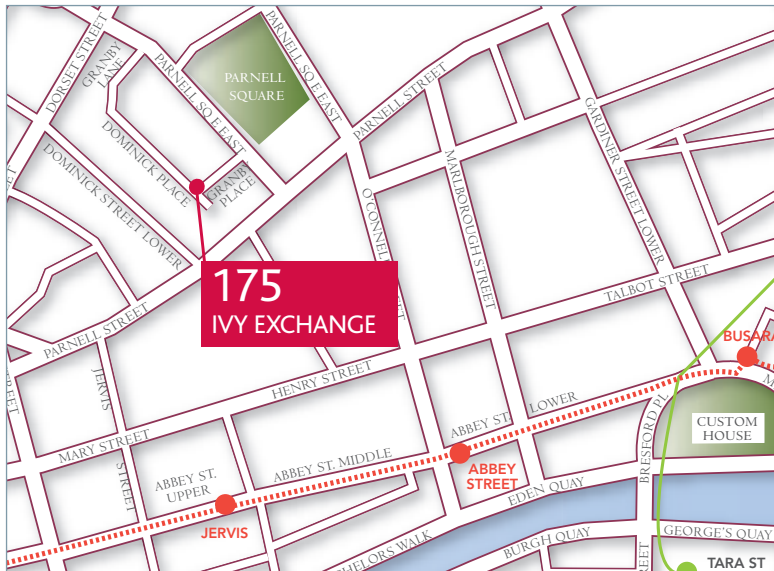 DORSET STREET
GRANBY
LANE
PARNELL SQ E EAST
PARNELL SQ E EAST
PARNELL
SQUARE
PARNELL STREET
DOMINICK PLACE
GRANBY
PLACE
DOMINICK STREET LOWER
O'CONNELL
MARLBOROUGH STREET
GARDINER STREET LOWER
175
IVY EXCHANGE
TALBOT STREET
PARNELL STREET
BUSARA
JERVIS
STREET
HENRY STREET
MARY STREET
ABBEY ST.
LOWER
ABBEY ST. MIDDLE
ABBEY ST.
UPPER
BRESFORD PL
CUSTOM
HOUSE
ABBEY
STREET
JERVIS
EDEN QUAY
BURGH QUAY
GEORGE'S QUAY
HELORS WALK
TARA ST